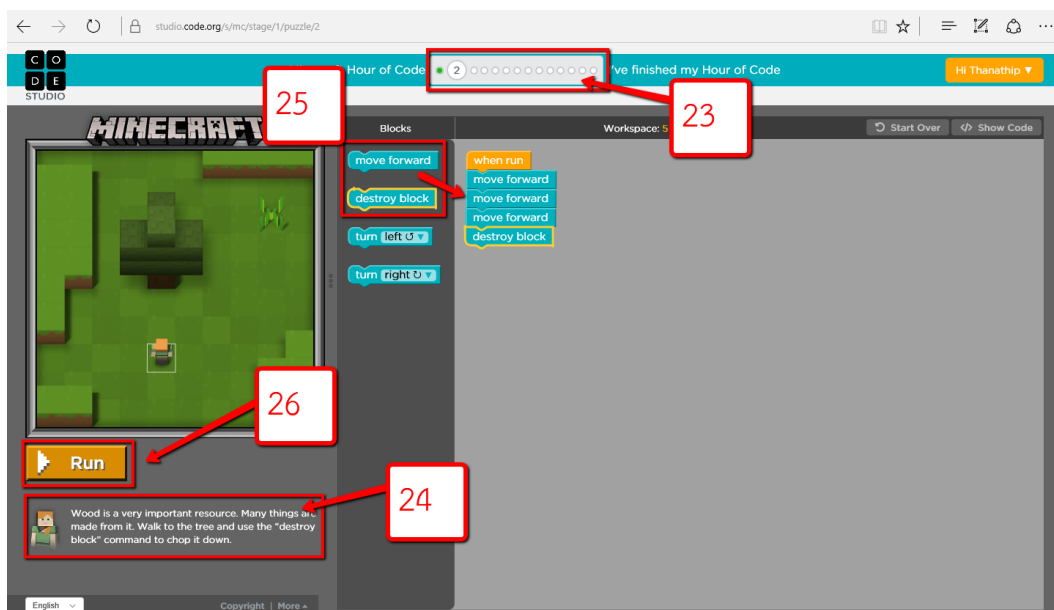 studio.code.org/s/mc/stage/1/puzzle/2
C O
D E
STUDIO
Hour of Code
2
've finished my Hour of Code
Hi Thanathip ▼
25
23
MINECRAFT
Blocks
Workspace: 5
Start Over
</> Show Code
move forward
destroy block
turn left ↺ ▼
turn right ↻ ▼
when run
move forward
move forward
move forward
destroy block
26
Run
24
Wood is a very important resource. Many things are
made from it. Walk to the tree and use the "destroy
block" command to chop it down.
English
Copyright | More